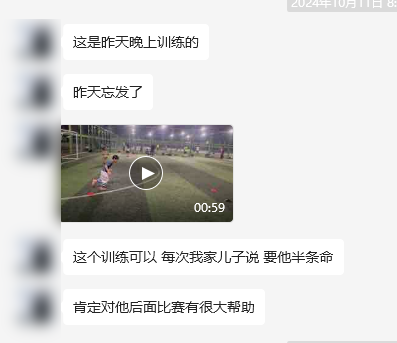 2024年10月11日 8:
这是昨天晚上训练的
昨天忘发了
00:59
这个训练可以 每次我家儿子说 要他半条命
肯定对他后面比赛有很大帮助